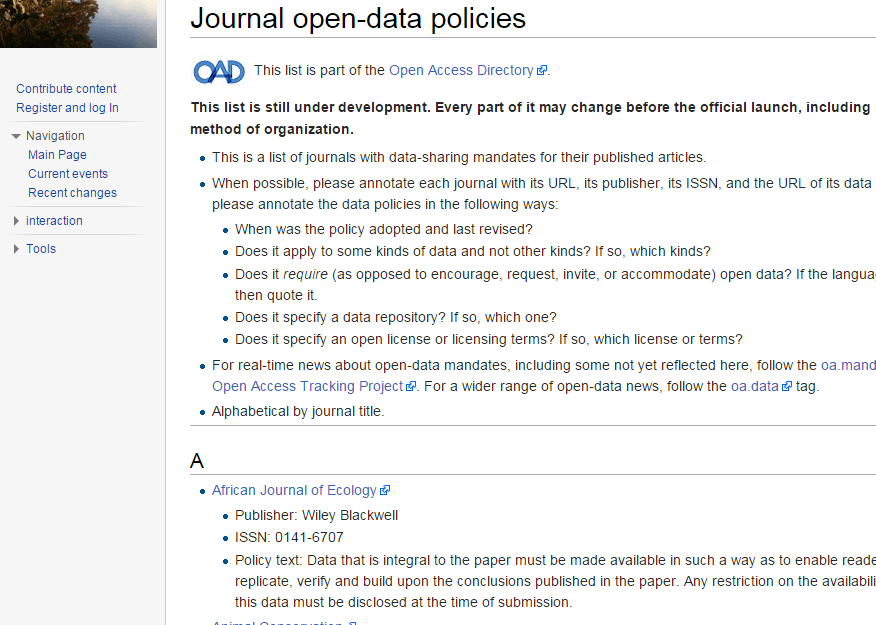 Journal open-data policies
OAD This list is part of the Open Access Directory.
Contribute content
Register and log In
Navigation
Main Page
Current events
Recent changes
interaction
Tools
This list is still under development. Every part of it may change before the official launch, including
method of organization.
This is a list of journals with data-sharing mandates for their published articles.
When possible, please annotate each journal with its URL, its publisher, its ISSN, and the URL of its data
please annotate the data policies in the following ways:
When was the policy adopted and last revised?
Does it apply to some kinds of data and not other kinds? If so, which kinds?
Does it require (as opposed to encourage, request, invite, or accommodate) open data? If the
then quote it.
Does it specify a data repository? If so, which one?
Does it specify an open license or licensing terms? If so, which license or terms?
For real-time news about open-data mandates, including some not yet reflected here, follow the oa.mand
Open Access Tracking Project. For a wider range of open-data news, follow the oa.data tag.
Alphabetical by journal title.
A
African Journal of Ecology
Publisher: Wiley Blackwell
ISSN: 0141-6707
Policy text: Data that is integral to the paper must be made available in such a way as to enable
replicate, verify and build upon the conclusions published in the paper. Any restriction on the
this data must be disclosed at the time of submission.
Animal Conservation